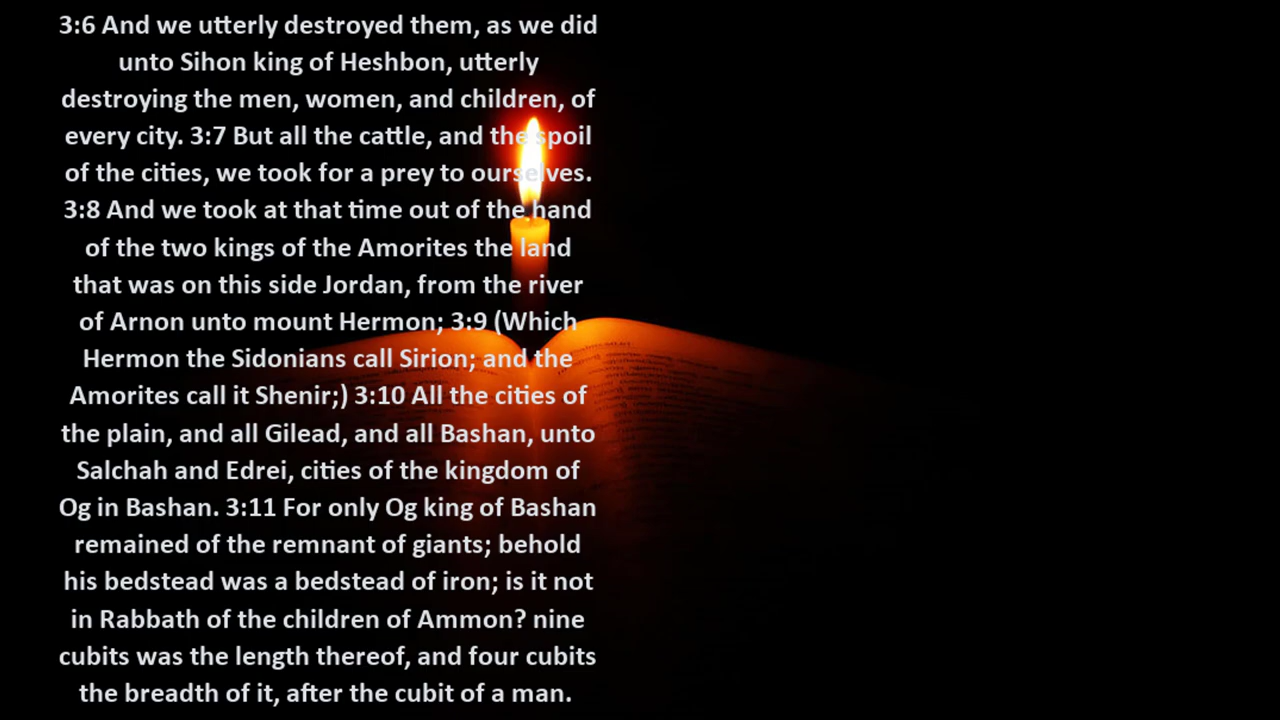 3:6 And we utterly destroyed them, as we did
unto Sihon king of Heshbon, utterly
destroying the men, women, and children, of
every city. 3:7 But all the cattle, and the spoil
of the cities, we took for a prey to ourselves.
3:8 And we took at that time out of the hand
of the two kings of the Amorites the land
that was on this side Jordan, from the river
of Arnon unto mount Hermon; 3:9 (Which
Hermon the Sidonians call Sirion; and the
Amorites call it Shenir;) 3:10 All the cities of
the plain, and all Gilead, and all Bashan, unto
Salchah and Edrei, cities of the kingdom of
Og in Bashan. 3:11 For only Og king of Bashan
remained of the remnant of giants; behold
his bedstead was a bedstead of iron; is it not
in Rabbath of the children of Ammon? nine
cubits was the length thereof, and four cubits
the breadth of it, after the cubit of a man.